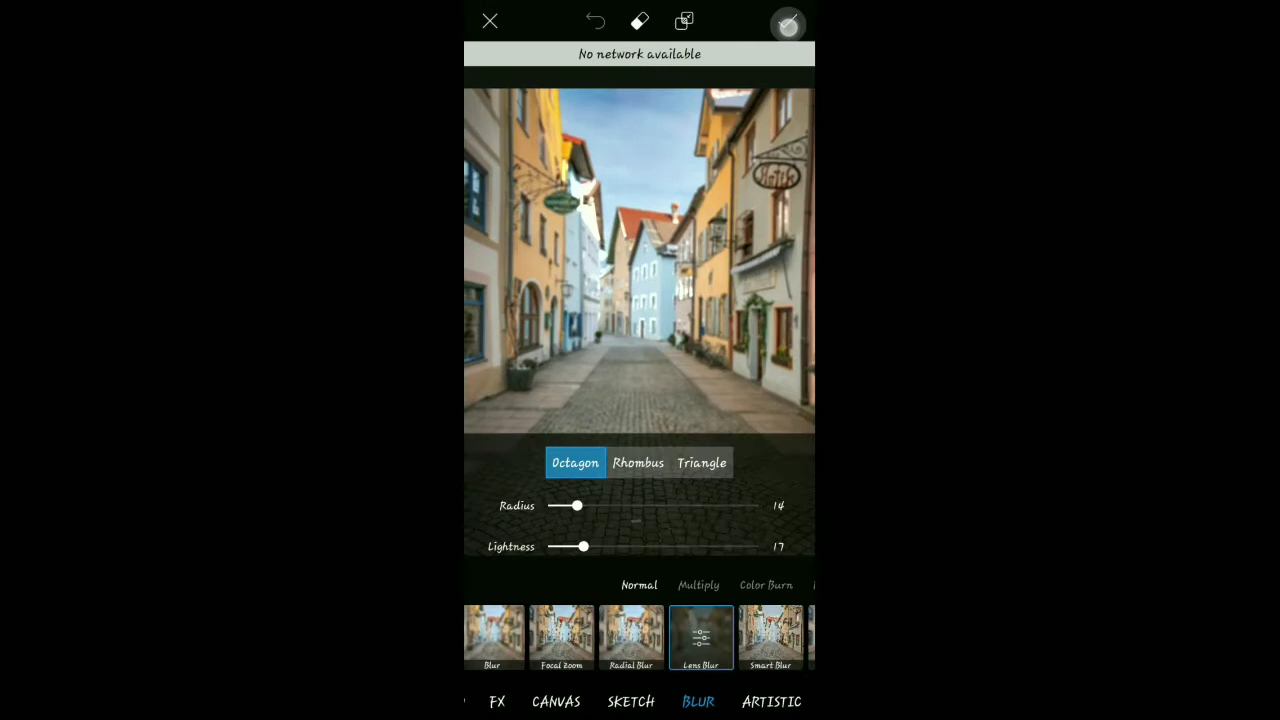 No network available
Hotel
Octagon Rhombus Triangle
Radius 14
Lightness 17
Normal Multiply Color Burn
Blur Focal Zoom Radial Blur Lens Blur Smart Blur
FX CANVAS SKETCH BLUR ARTISTIC